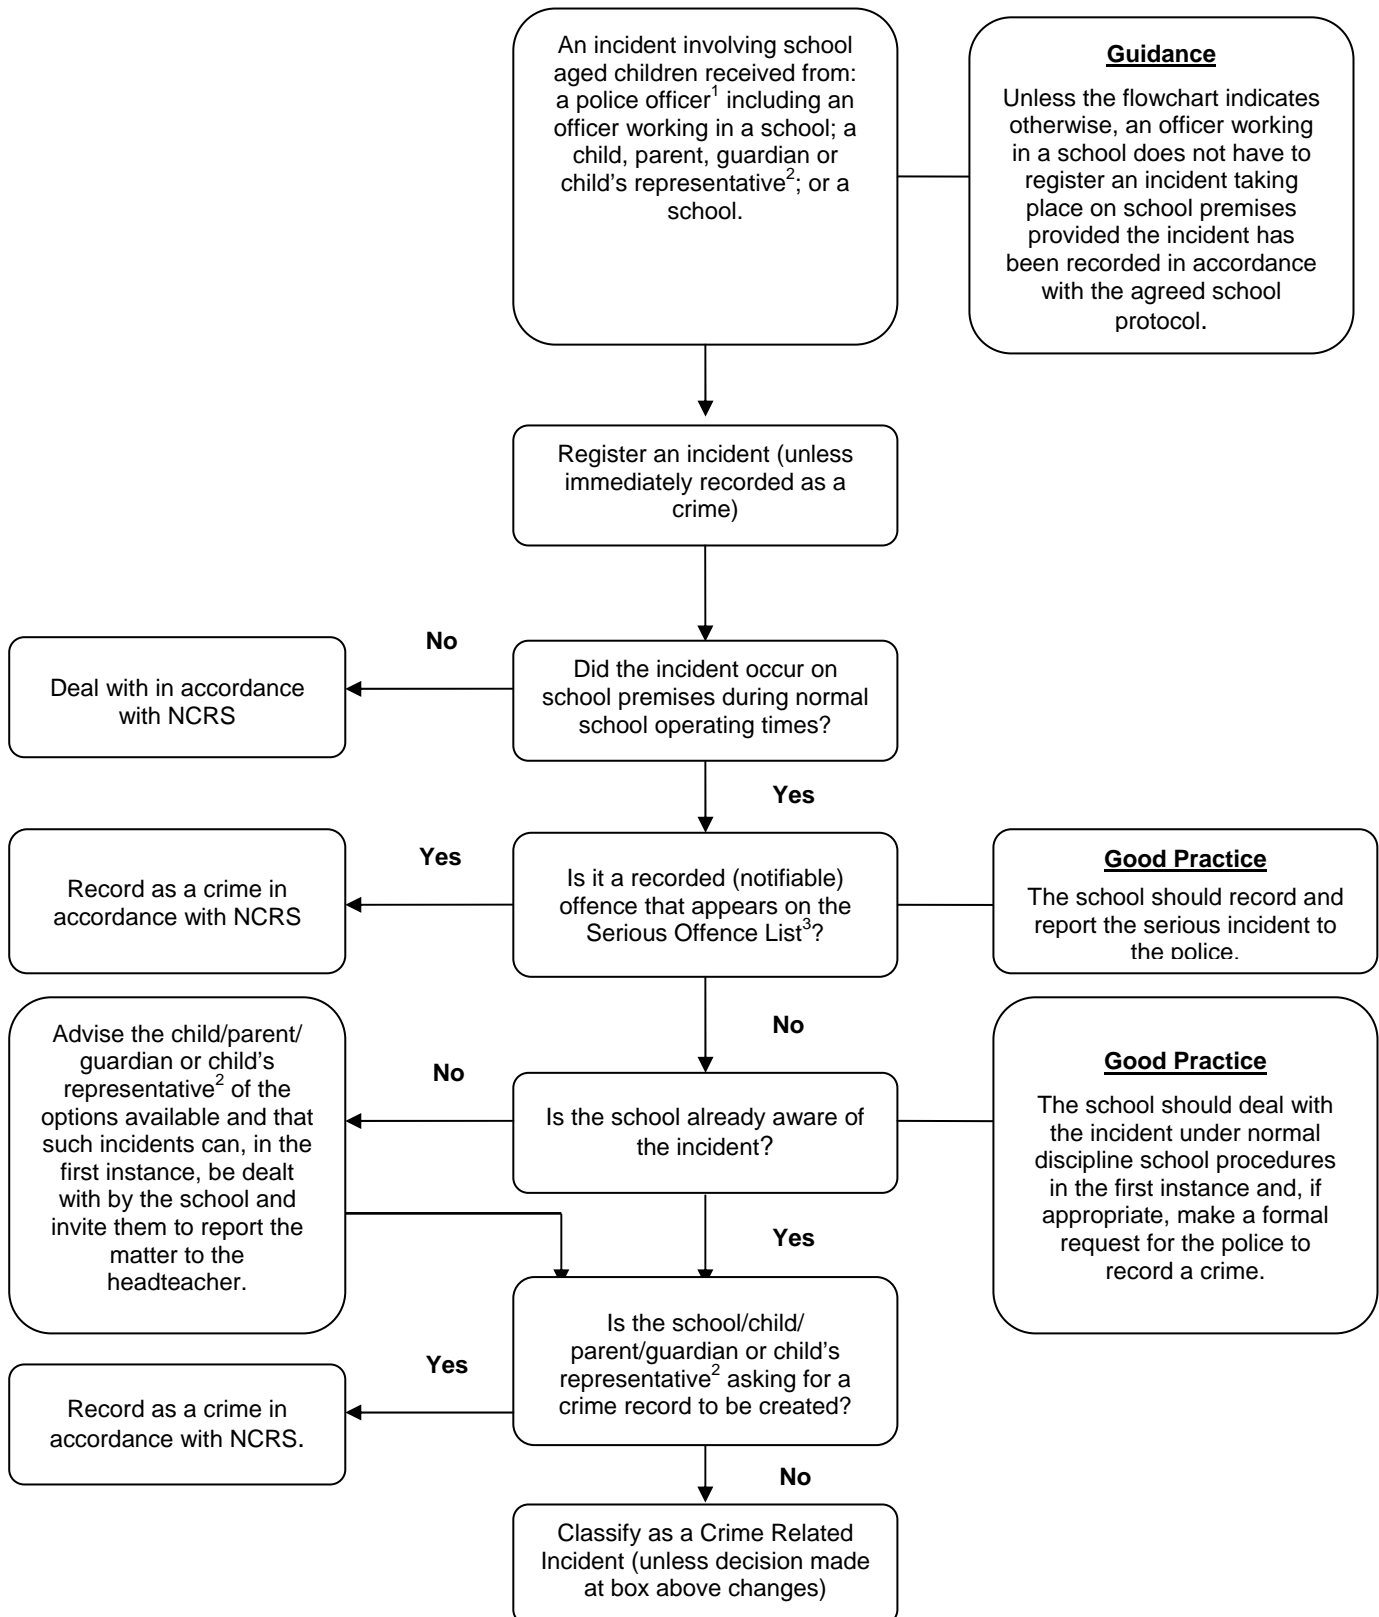 An incident involving school
aged children received from:
a police officer¹ including an
officer working in a school; a
child, parent, guardian or
child's representative²; or a
school.
Guidance
Unless the flowchart indicates
otherwise, an officer working
in a school does not have to
register an incident taking
place on school premises
provided the incident has
been recorded in accordance
with the agreed school
protocol.
Register an incident (unless
immediately recorded as a
crime)
No
Deal with in accordance
with NCRS
Did the incident occur on
school premises during normal
school operating times?
Yes
Yes
Record as a crime in
accordance with NCRS
Is it a recorded (notifiable)
offence that appears on the
Serious Offence List³?
Good Practice
The school should record and
report the serious incident to
the police.
No
Advise the child/parent/
guardian or child's
representative² of the
options available and that
such incidents can, in the
first instance, be dealt
with by the school and
invite them to report the
matter to the
headteacher.
No
Is the school already aware of
the incident?
Good Practice
The school should deal with
the incident under normal
discipline school procedures
in the first instance and, if
appropriate, make a formal
request for the police to
record a crime.
Yes
Is the school/child/
parent/guardian or child's
representative² asking for a
crime record to be created?
Yes
Record as a crime in
accordance with NCRS.
No
Classify as a Crime Related
Incident (unless decision made
at box above changes)